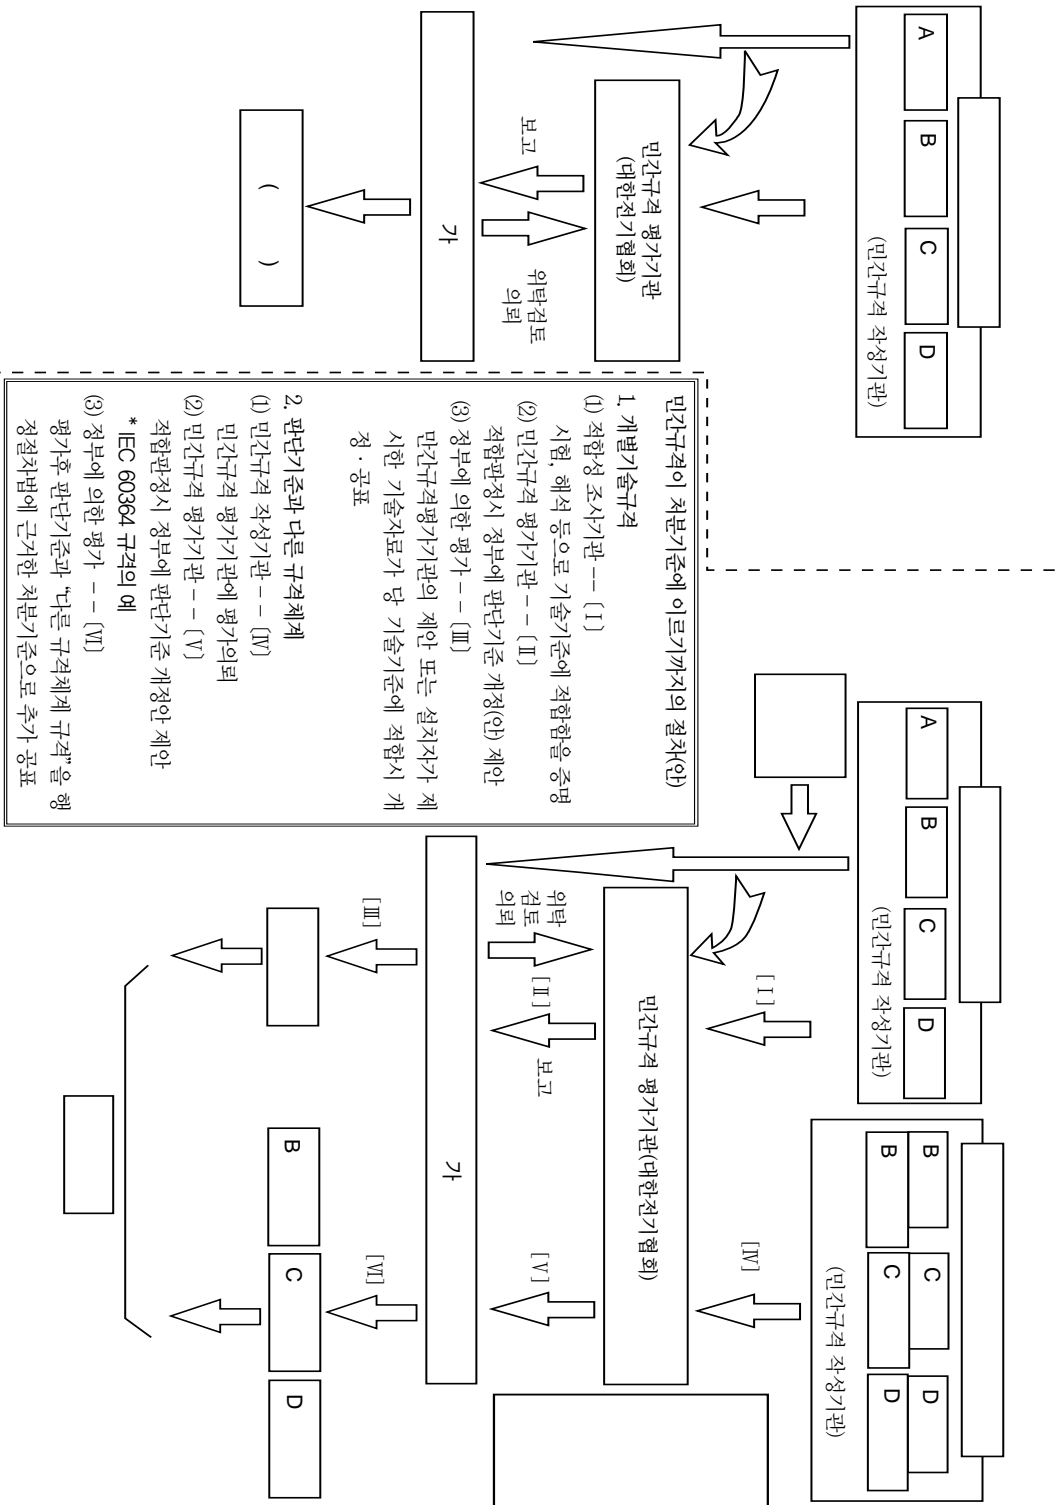 A
B
C
D
(민간규격 작성기관)
민간규격 평가기관
(대한전기협회)
보고
위탁검토
의뢰
가
( )
민간규격이 처분기준에 이르기까지의 절차(안)
1. 개별기술규격
(1) 적합성 조사기관 -- [Ⅰ]
시험, 해석 등으로 기술기준에 적합함을 증명
(2) 민간규격 평가기관 -- [Ⅱ]
적합판정시 정부에 판단기준 개정(안) 제안
(3) 정부에 의한 평가 -- [Ⅲ]
민간규격평가기관의 제안 또는 설치자가 제
시한 기술자료가 당 기술기준에 적합시 개
정 · 공표
2. 판단기준과 다른 규격체계
(1) 민간규격 작성기관 -- [Ⅳ]
민간규격 평가기관에 평가의뢰
(2) 민간규격 평가기관 -- [Ⅴ]
적합판정시 정부에 판단기준 개정안 제안
* IEC 60364 규격의 예
(3) 정부에 의한 평가 -- [Ⅵ]
평가후 판단기준과 "다른 규격체계 규격"을 행
정절차법에 근거한 처분기준으로 추가 공표
A
B
C
D
(민간규격 작성기관)
B
C
D
B
C
D
(민간규격 작성기관)
[Ⅰ]
[Ⅳ]
민간규격 평가기관(대한전기협회)
위탁
검토
의뢰
[Ⅱ]
보고
[Ⅴ]
가
[Ⅲ]
[Ⅵ]
B
C
D